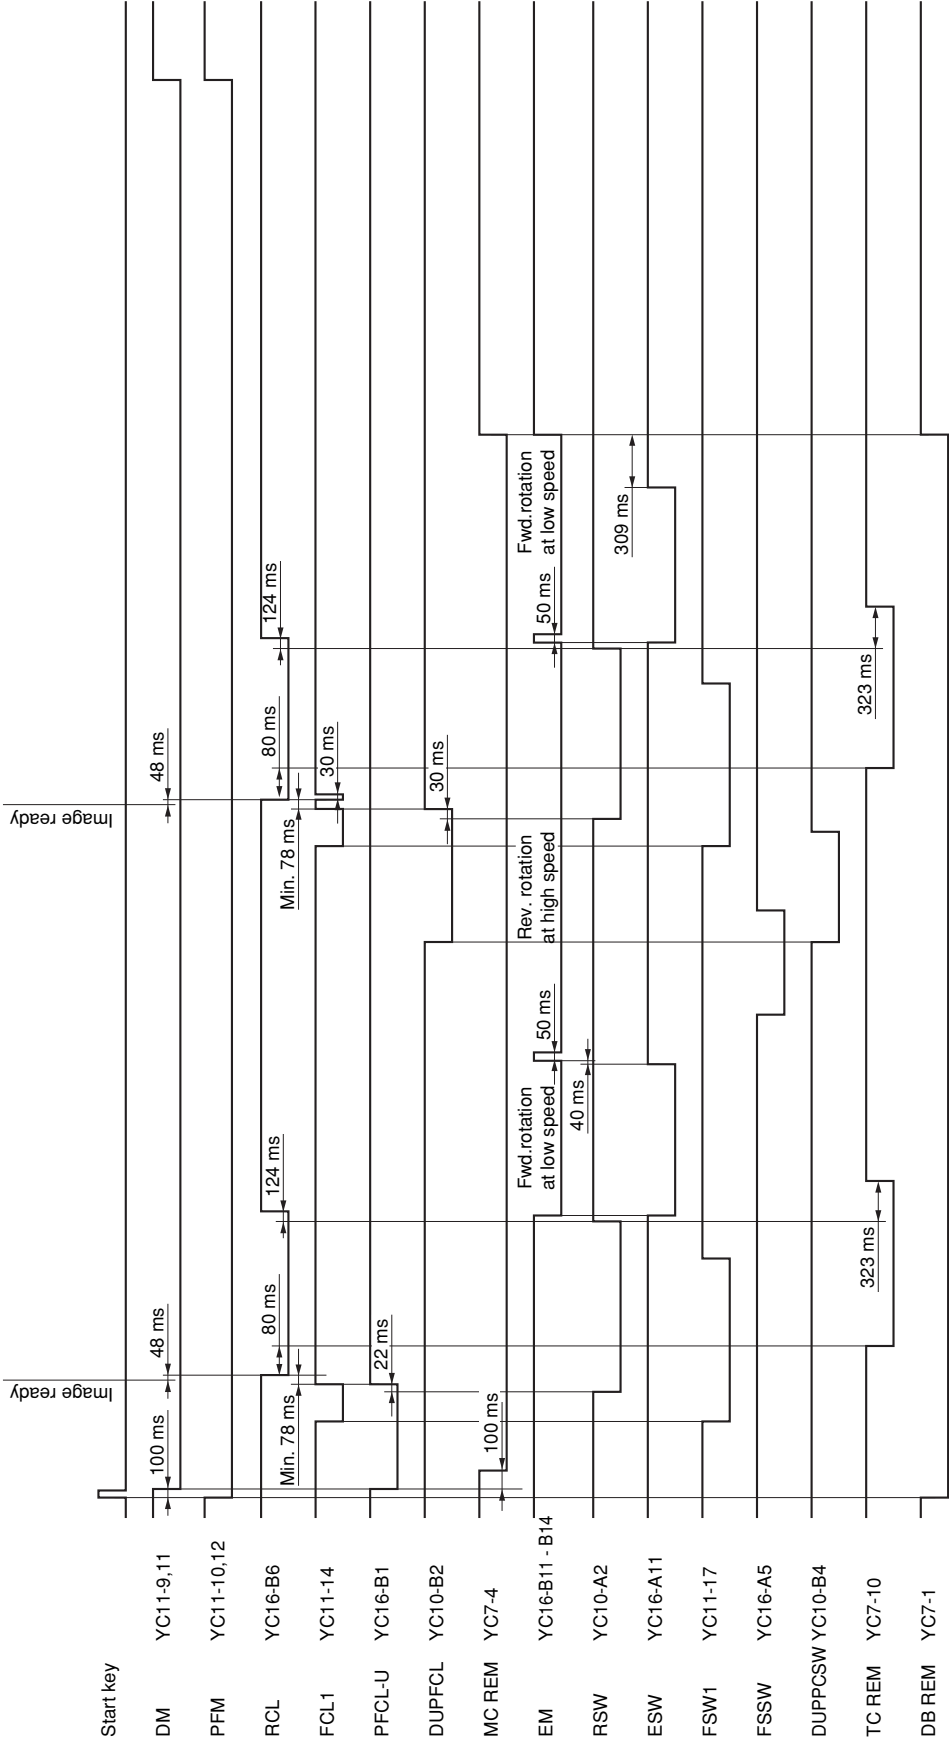 Start key
DM YC11-9,11
PFM YC11-10,12
RCL YC16-B6
FCL1 YC11-14
PFCL-U YC16-B1
DUPFCL YC10-B2
MC REM YC7-4
EM YC16-B11 - B14
RSW YC10-A2
ESW YC16-A11
FSW1 YC11-17
FSSW YC16-A5
DUPPCSW YC10-B4
TC REM YC7-10
DB REM YC7-1
Image ready
Image ready
100 ms
48 ms
48 ms
80 ms
124 ms
80 ms
124 ms
Min. 78 ms
Min. 78 ms
30 ms
22 ms
30 ms
100 ms
Fwd.rotation
at low speed
50 ms
Rev. rotation
at high speed
50 ms
Fwd.rotation
at low speed
40 ms
309 ms
323 ms
323 ms